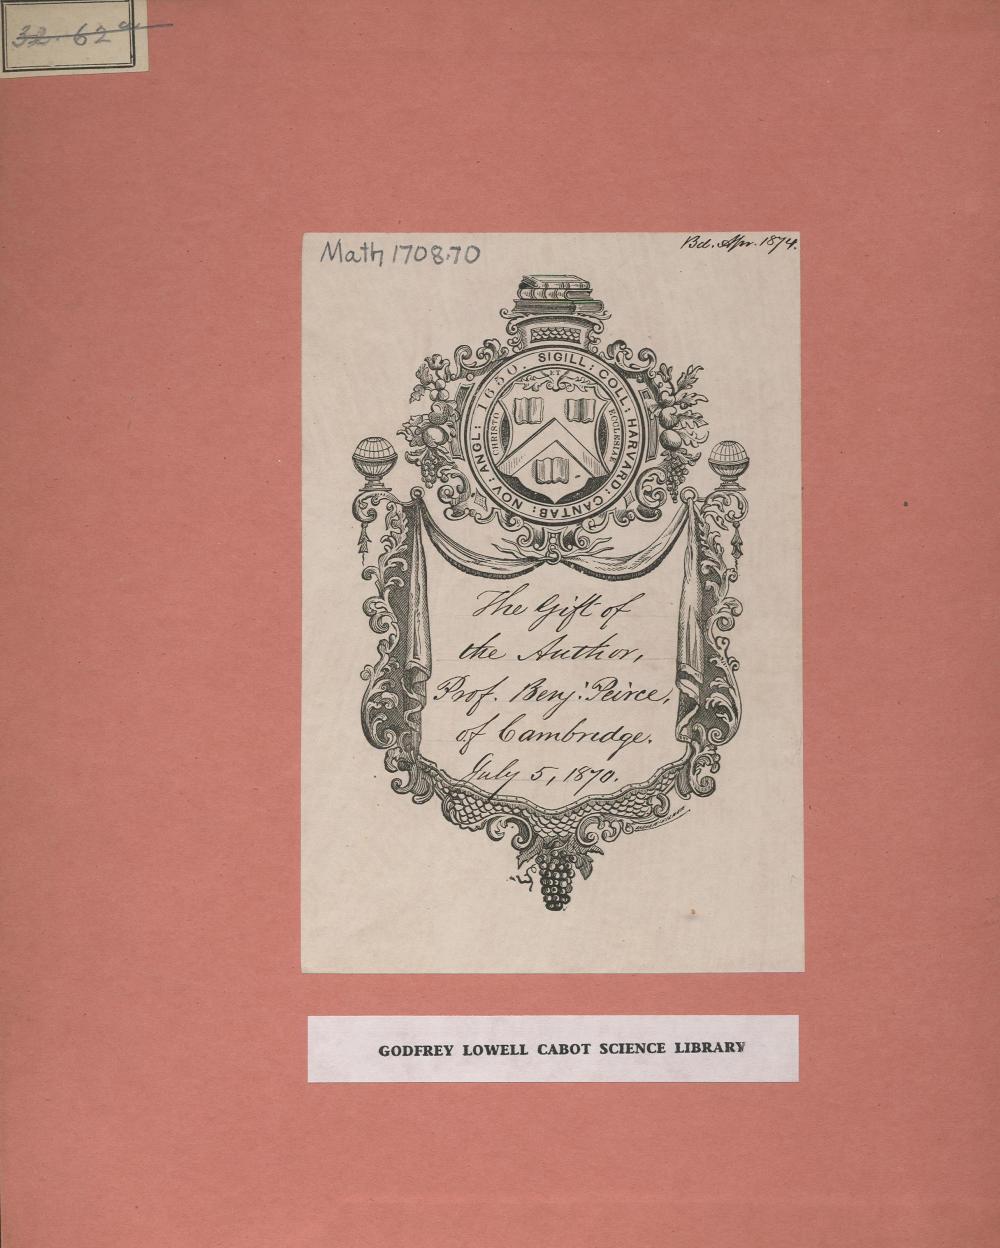 32.62a
Math 1708.70
Bd. Apr. 1874.
1650. SIGILL: COLL: HARVARD: CANTAB: NOV: ANGL:
CHRISTO ET ECCLESIAE
The Gift of
the Author,
Prof. Benj. Peirce,
of Cambridge.
July 5, 1870.
GODFREY LOWELL CABOT SCIENCE LIBRARY